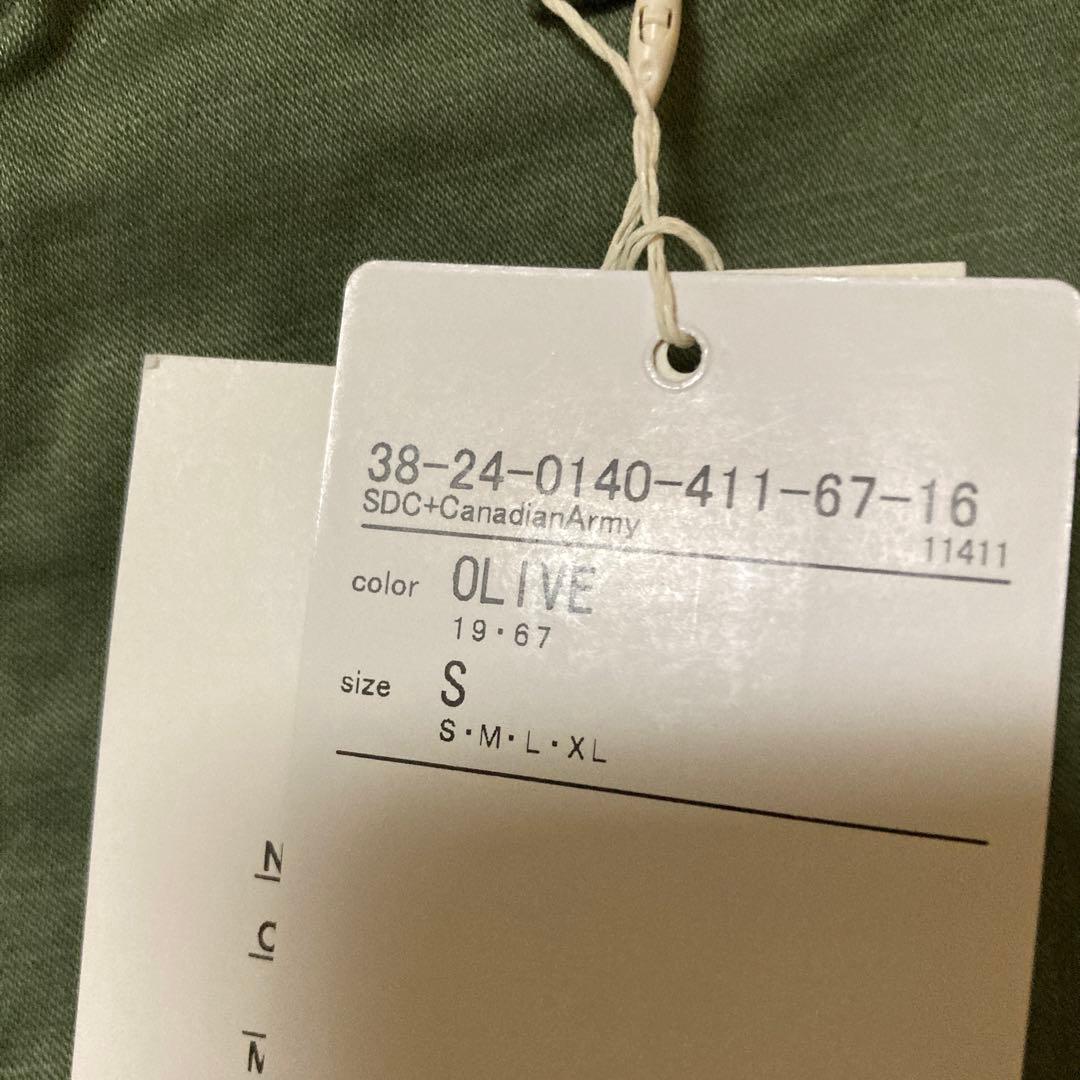 38-24-0140-411-67-16
SDC+CanadianArmy
11411
color OLIVE
19・67
size S
S・M・L・XL
N